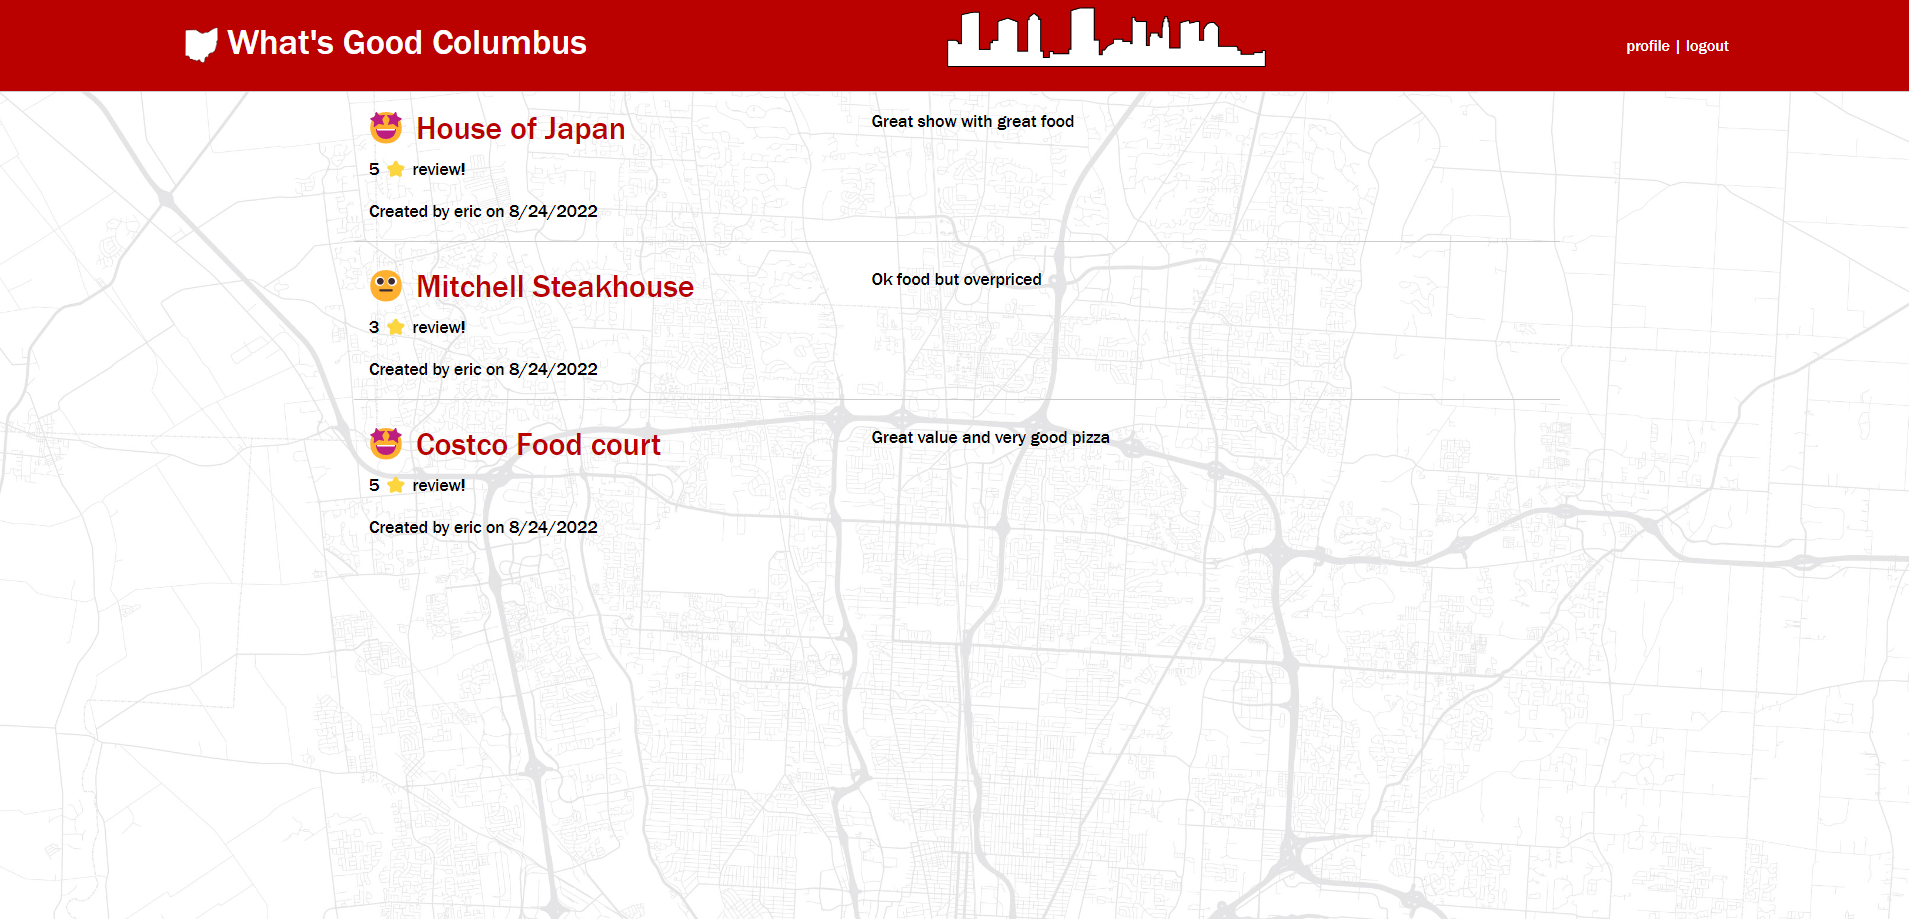 What's Good Columbus
profile | logout
House of Japan
Great show with great food
5 ⭐ review!
Created by eric on 8/24/2022
Mitchell Steakhouse
Ok food but overpriced
3 ⭐ review!
Created by eric on 8/24/2022
Costco Food court
Great value and very good pizza
5 ⭐ review!
Created by eric on 8/24/2022